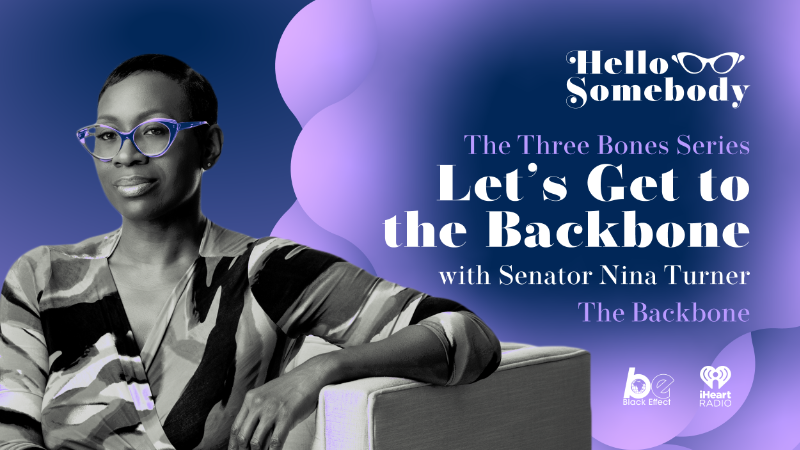 Hello
Somebody
The Three Bones Series
Let's Get to
the Backbone
with Senator Nina Turner
The Backbone
be
Black Effect
iHeart
RADIO